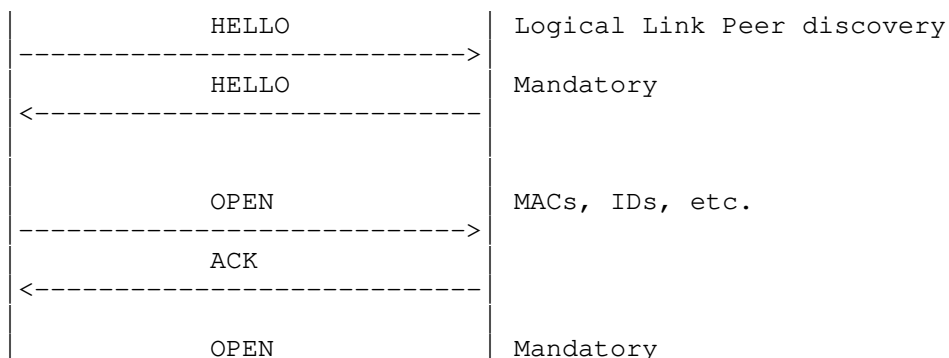 HELLO Logical Link Peer discovery
---------------------------->
HELLO Mandatory
<----------------------------
OPEN MACs, IDs, etc.
---------------------------->
ACK
<----------------------------
OPEN Mandatory